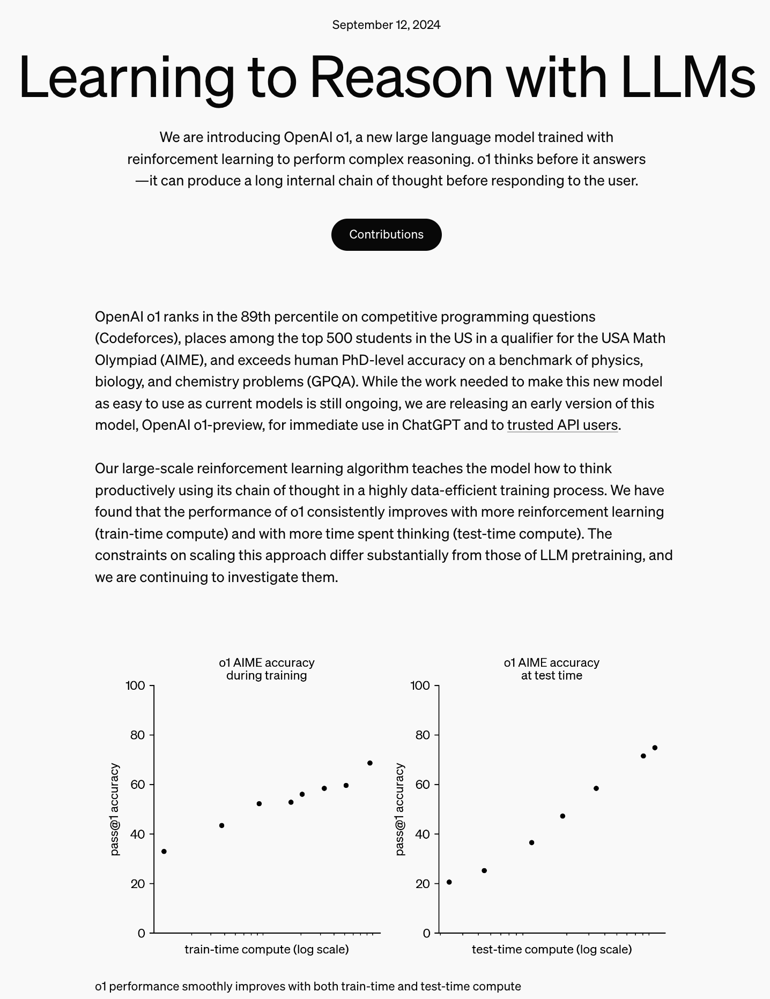 September 12, 2024
Learning to Reason with LLMs
We are introducing OpenAI o1, a new large language model trained with
reinforcement learning to perform complex reasoning. o1 thinks before it answers
—it can produce a long internal chain of thought before responding to the user.
Contributions
OpenAI o1 ranks in the 89th percentile on competitive programming questions
(Codeforces), places among the top 500 students in the US in a qualifier for the USA Math
Olympiad (AIME), and exceeds human PhD-level accuracy on a benchmark of physics,
biology, and chemistry problems (GPQA). While the work needed to make this new model
as easy to use as current models is still ongoing, we are releasing an early version of this
model, OpenAI o1-preview, for immediate use in ChatGPT and to trusted API users.
Our large-scale reinforcement learning algorithm teaches the model how to think
productively using its chain of thought in a highly data-efficient training process. We have
found that the performance of o1 consistently improves with more reinforcement learning
(train-time compute) and with more time spent thinking (test-time compute). The
constraints on scaling this approach differ substantially from those of LLM pretraining, and
we are continuing to investigate them.
o1 AIME accuracy
during training
100
80
60
40
20
0
pass@1 accuracy
train-time compute (log scale)
o1 AIME accuracy
at test time
100
80
60
40
20
0
pass@1 accuracy
test-time compute (log scale)
o1 performance smoothly improves with both train-time and test-time compute